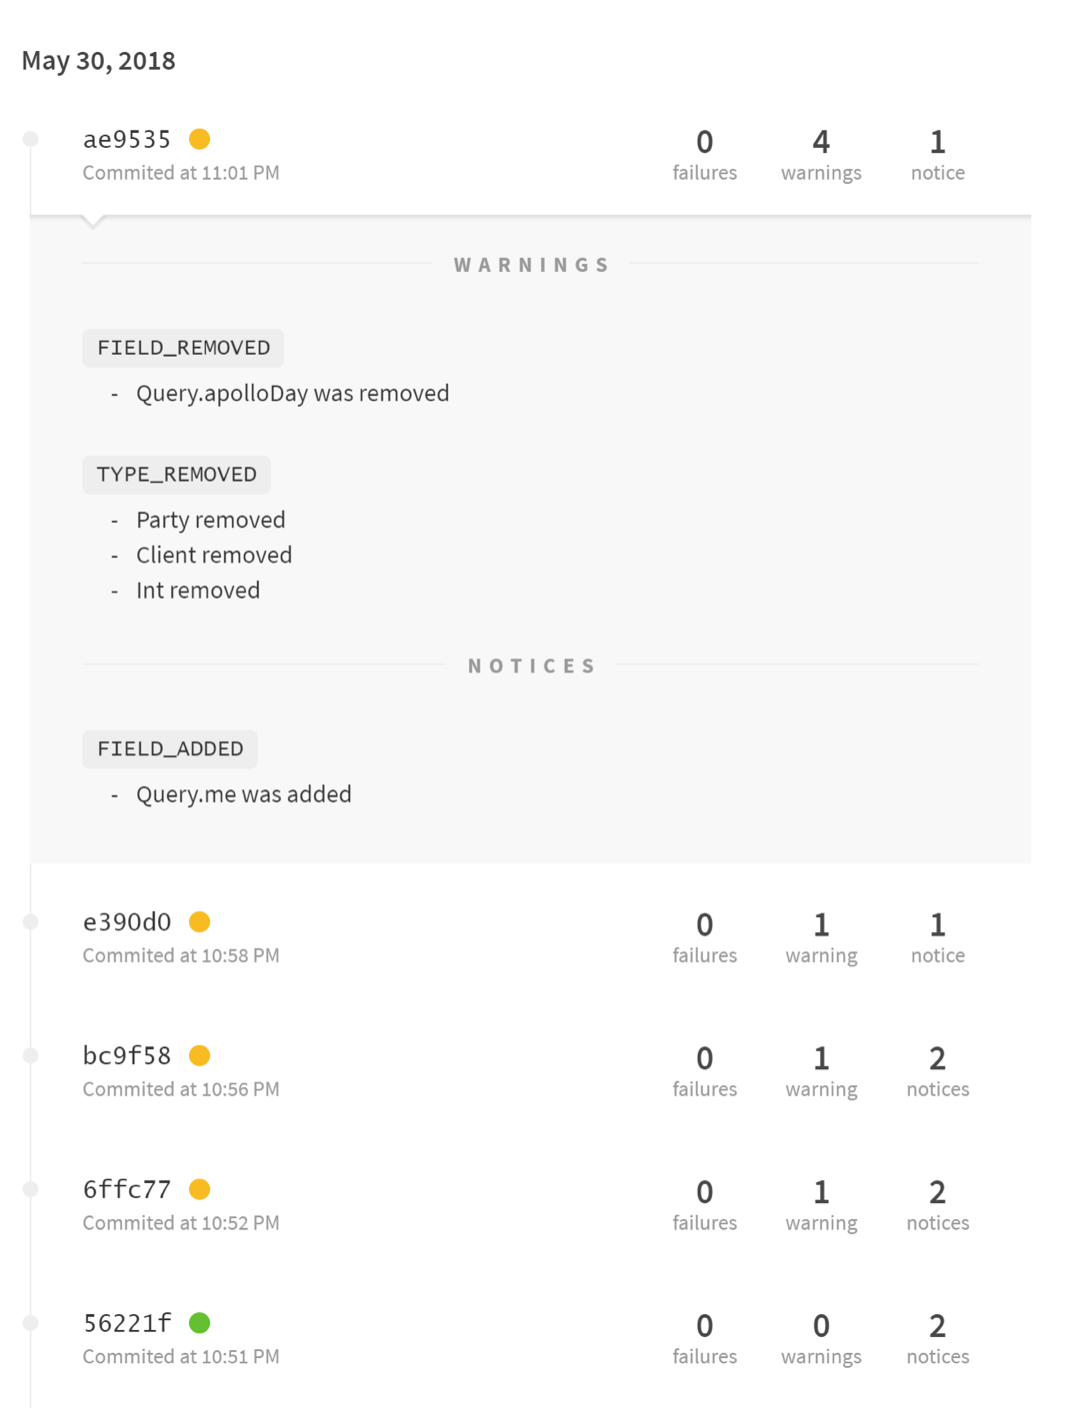 May 30, 2018
ae9535 0 4 1
Commited at 11:01 PM failures warnings notice
WARNINGS
FIELD_REMOVED
- Query.apolloDay was removed
TYPE_REMOVED
- Party removed
- Client removed
- Int removed
NOTICES
FIELD_ADDED
- Query.me was added
e390d0 0 1 1
Commited at 10:58 PM failures warning notice
bc9f58 0 1 2
Commited at 10:56 PM failures warning notices
6ffc77 0 1 2
Commited at 10:52 PM failures warning notices
56221f 0 0 2
Commited at 10:51 PM failures warnings notices